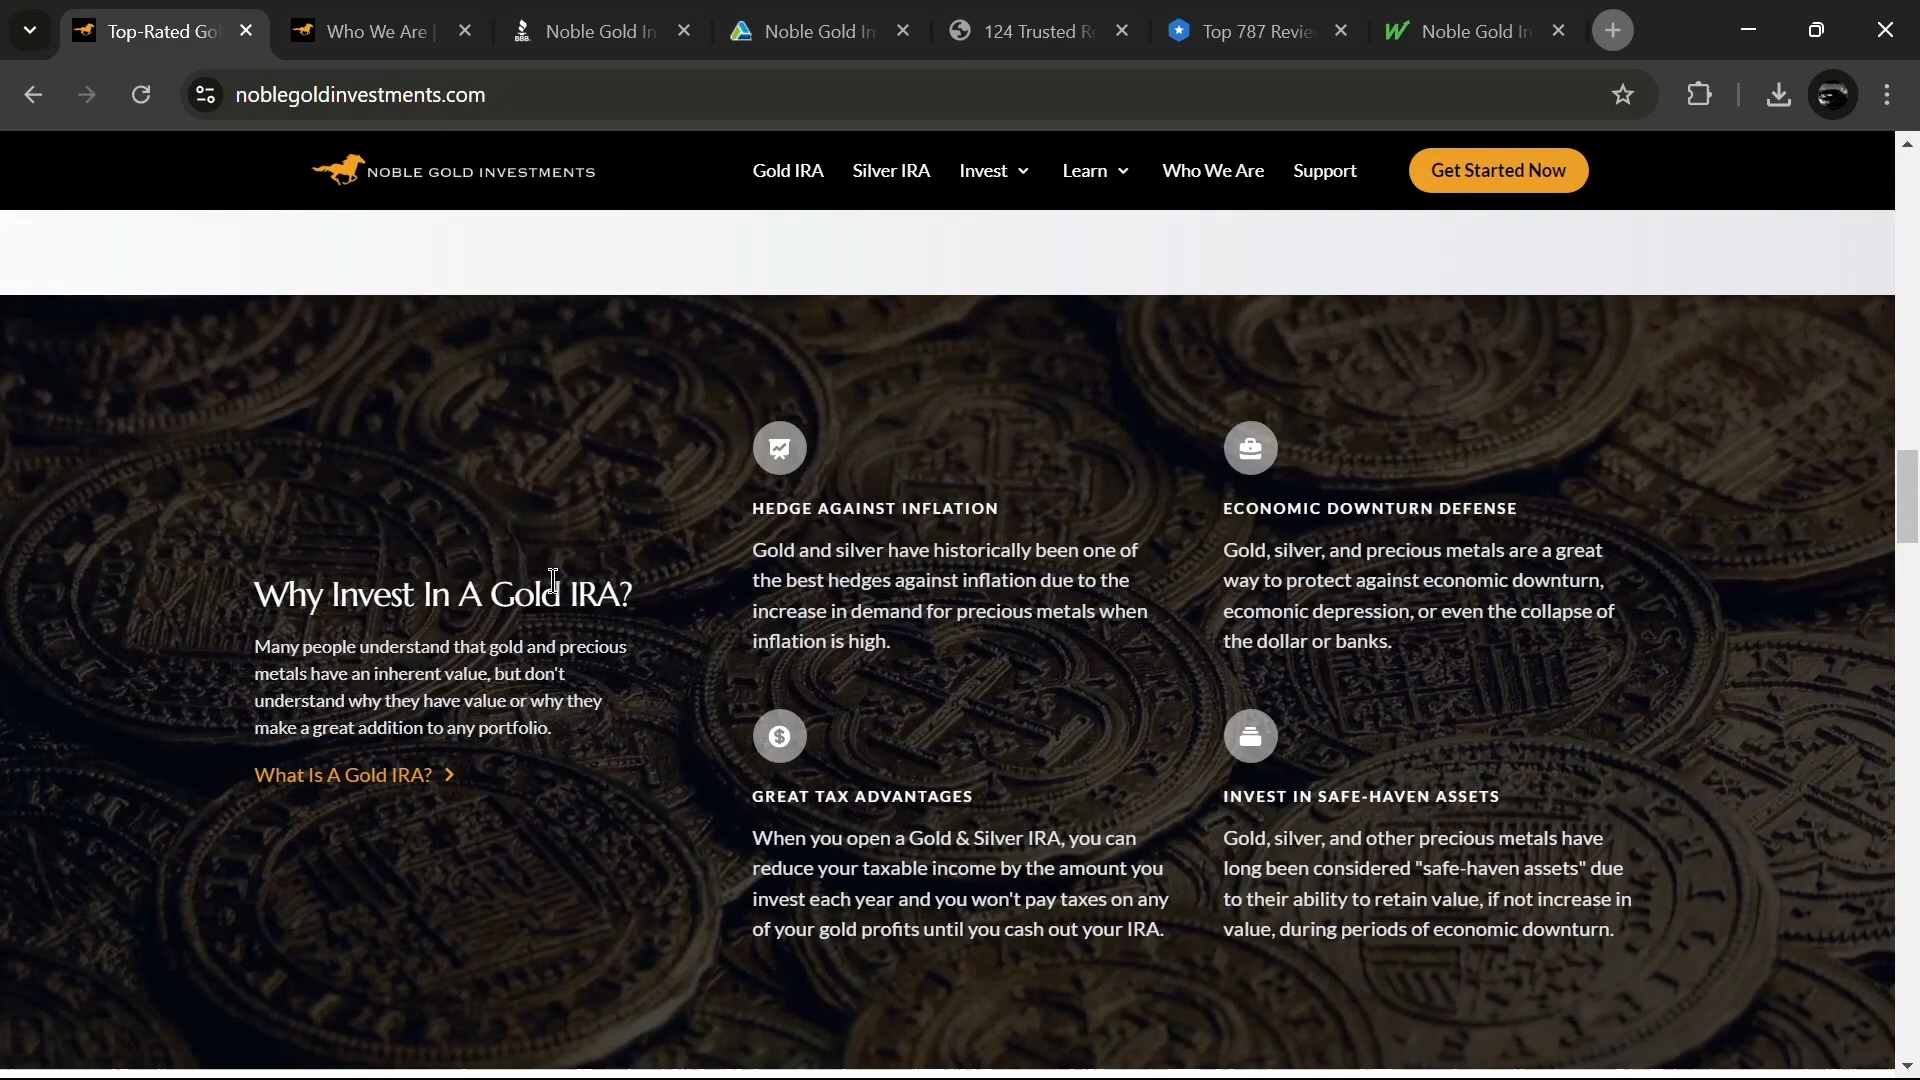 Top-Rated Go
Who We Are |
BBB
Noble Gold In
Noble Gold In
124 Trusted R
Top 787 Revie
Noble Gold In
noblegoldinvestments.com
NOBLE GOLD INVESTMENTS
Gold IRA
Silver IRA
Invest
Learn
Who We Are
Support
Get Started Now
Why Invest In A Gold IRA?
Many people understand that gold and precious
metals have an inherent value, but don't
understand why they have value or why they
make a great addition to any portfolio.
What Is A Gold IRA?
HEDGE AGAINST INFLATION
Gold and silver have historically been one of
the best hedges against inflation due to the
increase in demand for precious metals when
inflation is high.
ECONOMIC DOWNTURN DEFENSE
Gold, silver, and precious metals are a great
way to protect against economic downturn,
ecomonic depression, or even the collapse of
the dollar or banks.
GREAT TAX ADVANTAGES
When you open a Gold & Silver IRA, you can
reduce your taxable income by the amount you
invest each year and you won't pay taxes on any
of your gold profits until you cash out your IRA.
INVEST IN SAFE-HAVEN ASSETS
Gold, silver, and other precious metals have
long been considered "safe-haven assets" due
to their ability to retain value, if not increase in
value, during periods of economic downturn.